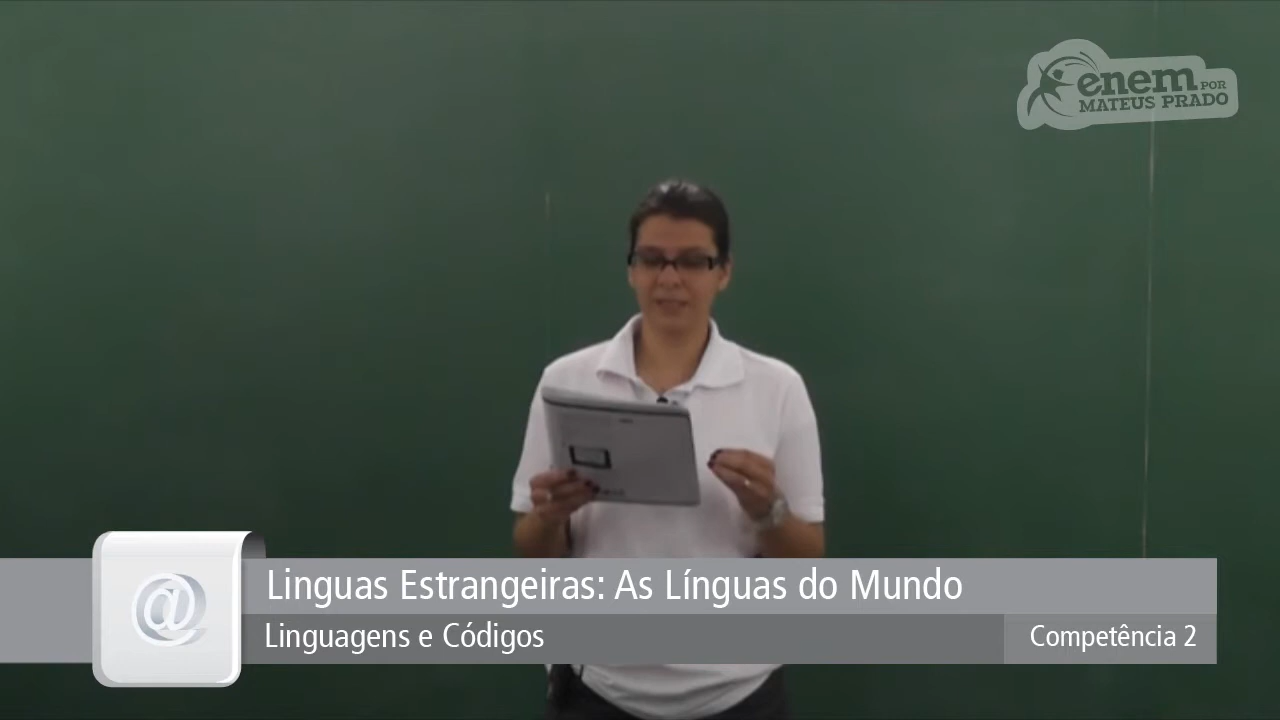 enem POR
MATEUS PRADO
Linguas Estrangeiras: As Línguas do Mundo
Linguagens e Códigos
Competência 2
@